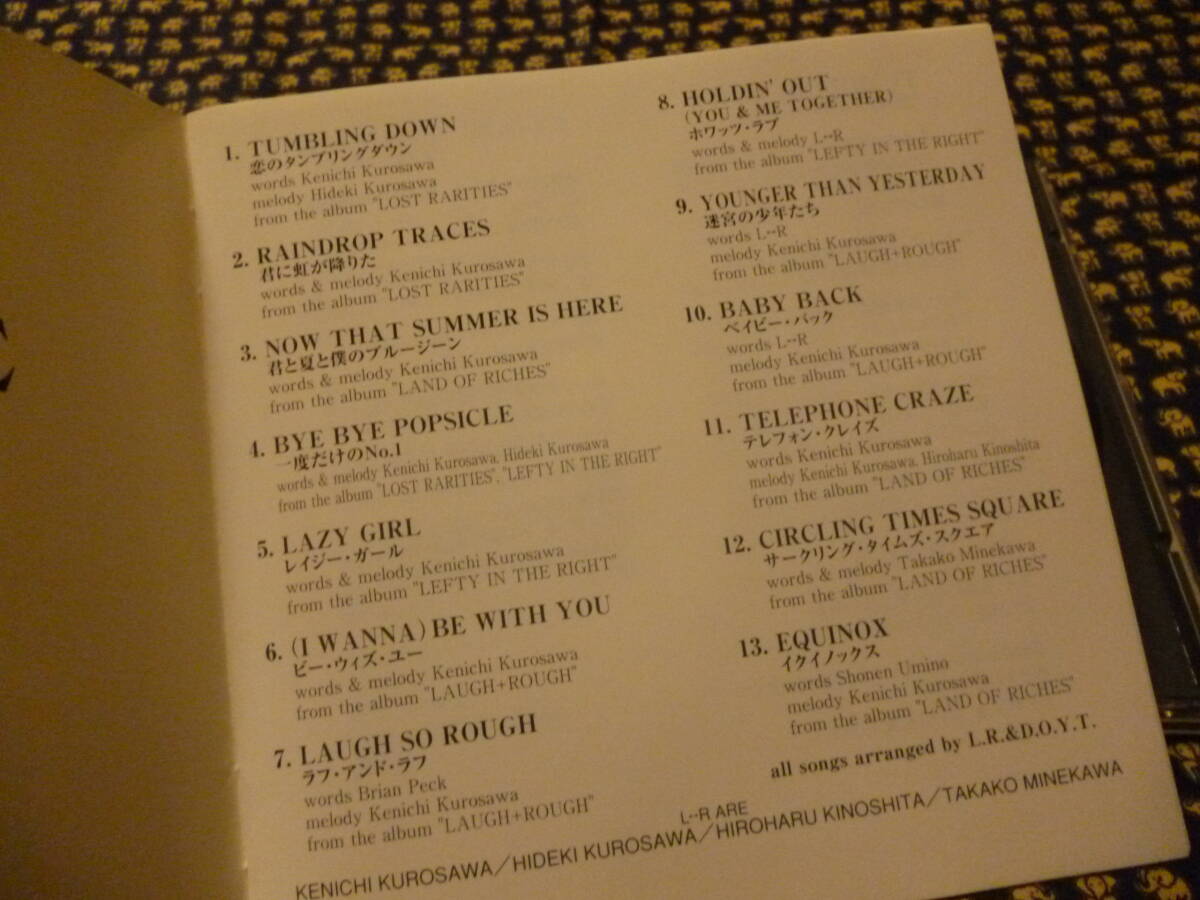 1. TUMBLING DOWN
恋のタンブリングダウン
words Kenichi Kurosawa
melody Hideki Kurosawa
from the album "LOST RARITIES"
2. RAINDROP TRACES
君に虹が降りた
words & melody Kenichi Kurosawa
from the album "LOST RARITIES"
3. NOW THAT SUMMER IS HERE
君と夏と僕のブルージーン
words & melody Kenichi Kurosawa
from the album "LAND OF RICHES"
4. BYE BYE POPSICLE
一度だけのNo.1
words & melody Kenichi Kurosawa, Hideki Kurosawa
from the album "LOST RARITIES", "LEFTY IN THE RIGHT"
5. LAZY GIRL
レイジー・ガール
words & melody Kenichi Kurosawa
from the album "LEFTY IN THE RIGHT"
6. (I WANNA) BE WITH YOU
ビー・ウィズ・ユー
words & melody Kenichi Kurosawa
from the album "LAUGH+ROUGH"
7. LAUGH SO ROUGH
ラフ・アンド・ラフ
words Brian Peck
melody Kenichi Kurosawa
from the album "LAUGH+ROUGH"
8. HOLDIN' OUT
(YOU & ME TOGETHER)
ホワッツ・ラブ
words & melody L↔R
from the album "LEFTY IN THE RIGHT"
9. YOUNGER THAN YESTERDAY
迷宮の少年たち
words L↔R
melody Kenichi Kurosawa
from the album "LAUGH+ROUGH"
10. BABY BACK
ベイビー・バック
words L↔R
melody Kenichi Kurosawa
from the album "LAUGH+ROUGH"
11. TELEPHONE CRAZE
テレフォン・クレイズ
words Kenichi Kurosawa
melody Kenichi Kurosawa, Hiroharu Kinoshita
from the album "LAND OF RICHES"
12. CIRCLING TIMES SQUARE
サークリング・タイムズ・スクエア
words & melody Takako Minekawa
from the album "LAND OF RICHES"
13. EQUINOX
イクイノックス
words Shonen Umino
melody Kenichi Kurosawa
from the album "LAND OF RICHES"
all songs arranged by L.R.&D.O.Y.T.
L↔R ARE
KENICHI KUROSAWA／HIDEKI KUROSAWA／HIROHARU KINOSHITA／TAKAKO MINEKAWA